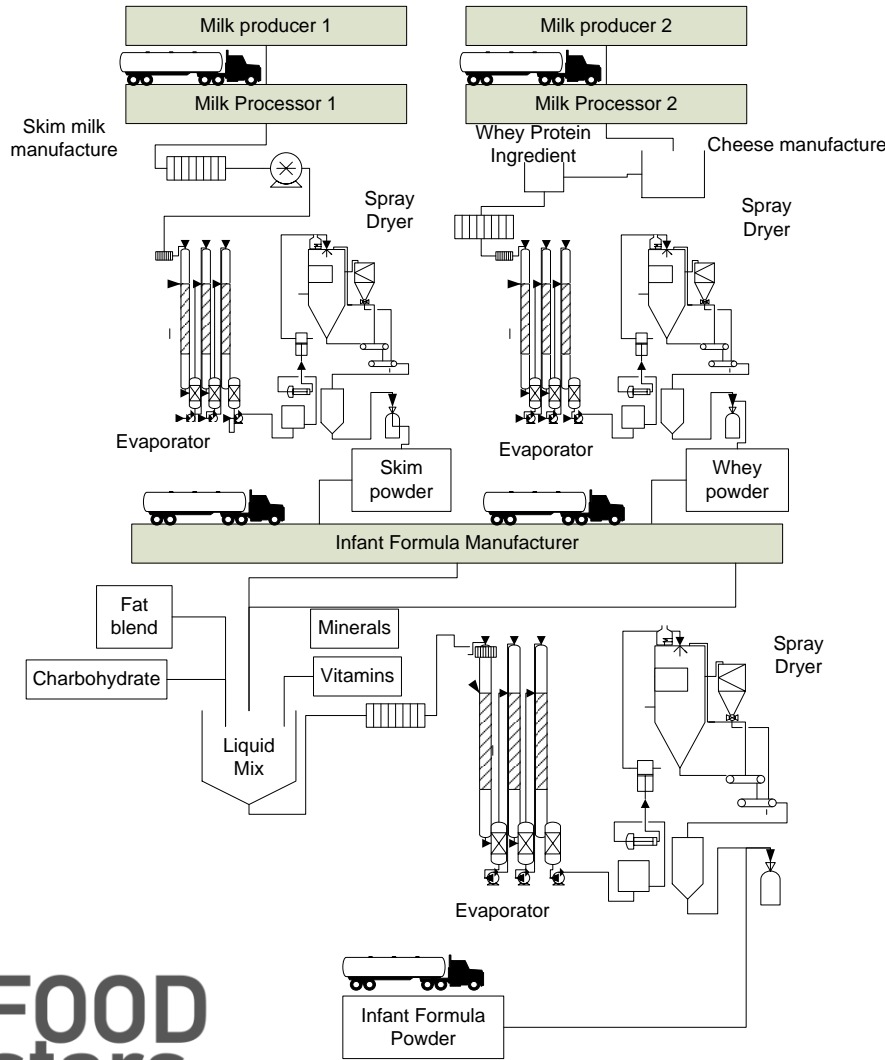 Milk producer 1
Milk producer 2
Milk Processor 1
Milk Processor 2
Skim milk
manufacture
Whey Protein
Ingredient
Cheese manufacture
Spray
Dryer
Spray
Dryer
Evaporator
Evaporator
Skim
powder
Whey
powder
Infant Formula Manufacturer
Fat
blend
Minerals
Charbohydrate
Vitamins
Liquid
Mix
Spray
Dryer
Evaporator
Infant Formula
Powder
FOOD